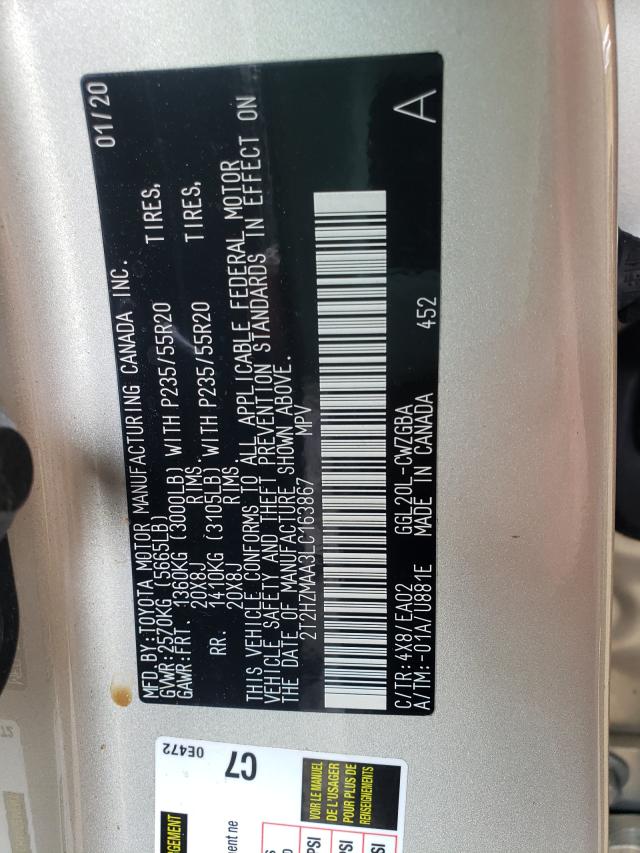 MFD.BY:TOYOTA MOTOR MANUFACTURING CANADA INC. 01/20
GVWR:2570KG (5665LB)
GAWR:FRT. 1360KG (3000LB) WITH P235/55R20 TIRES,
20X8J RIMS.
RR. 1410KG (3105LB) WITH P235/55R20 TIRES,
20X8J RIMS.
THIS VEHICLE CONFORMS TO ALL APPLICABLE FEDERAL MOTOR
VEHICLE SAFETY AND THEFT PREVENTION STANDARDS IN EFFECT ON
THE DATE OF MANUFACTURE SHOWN ABOVE.
2T2HZMAA3LC163867 MPV
C/TR:4X8/EA02 GGL20L-CWZGBA 452 A
A/TM:-01A/U881E MADE IN CANADA
0E472
C7
VOIR LE MANUEL
DE L'USAGER
POUR PLUS DE
RENSEIGNEMENTS
ment ne
PSI
PSI
SI